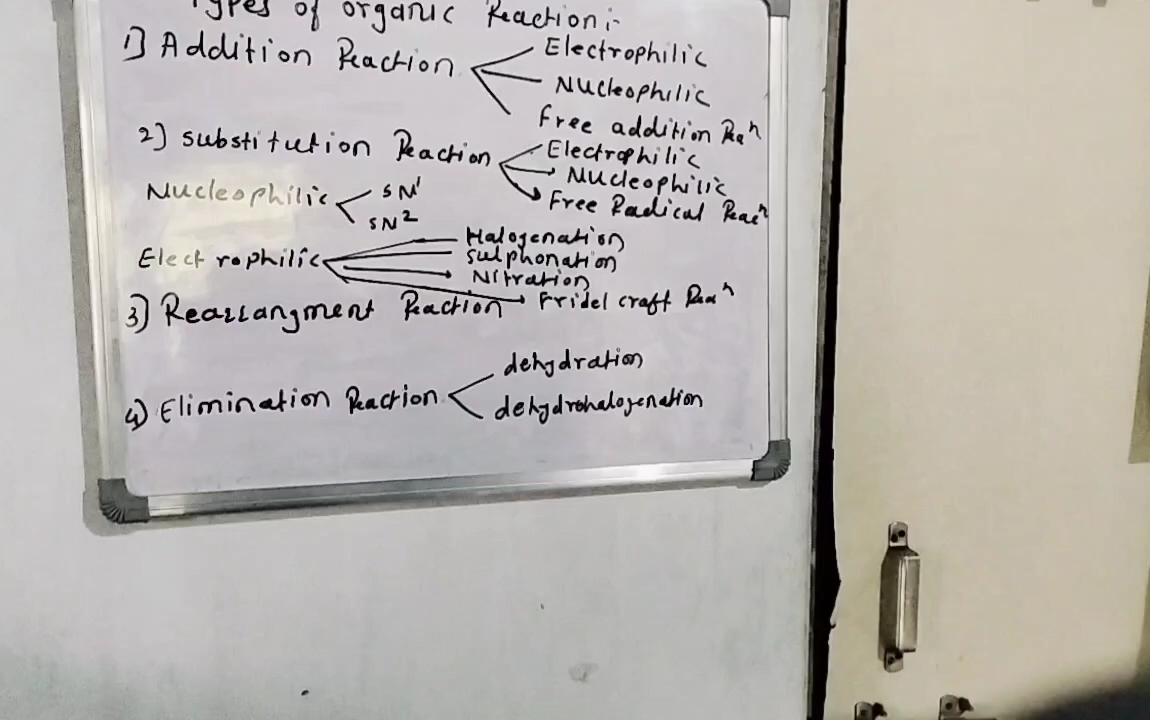 Types of organic Reaction:-
1) Addition Reaction
Electrophilic
Nucleophilic
Free addition Reaⁿ
2) Substitution Reaction
Electrophilic
Nucleophilic
Free Radical Reacⁿ
Nucleophilic
SN¹
SN²
Electrophilic
Halogenation
Sulphonation
Nitration
Fridel craft Reaⁿ
3) Rearrangment Reaction
4) Elimination Reaction
dehydration
dehydrohalogenation